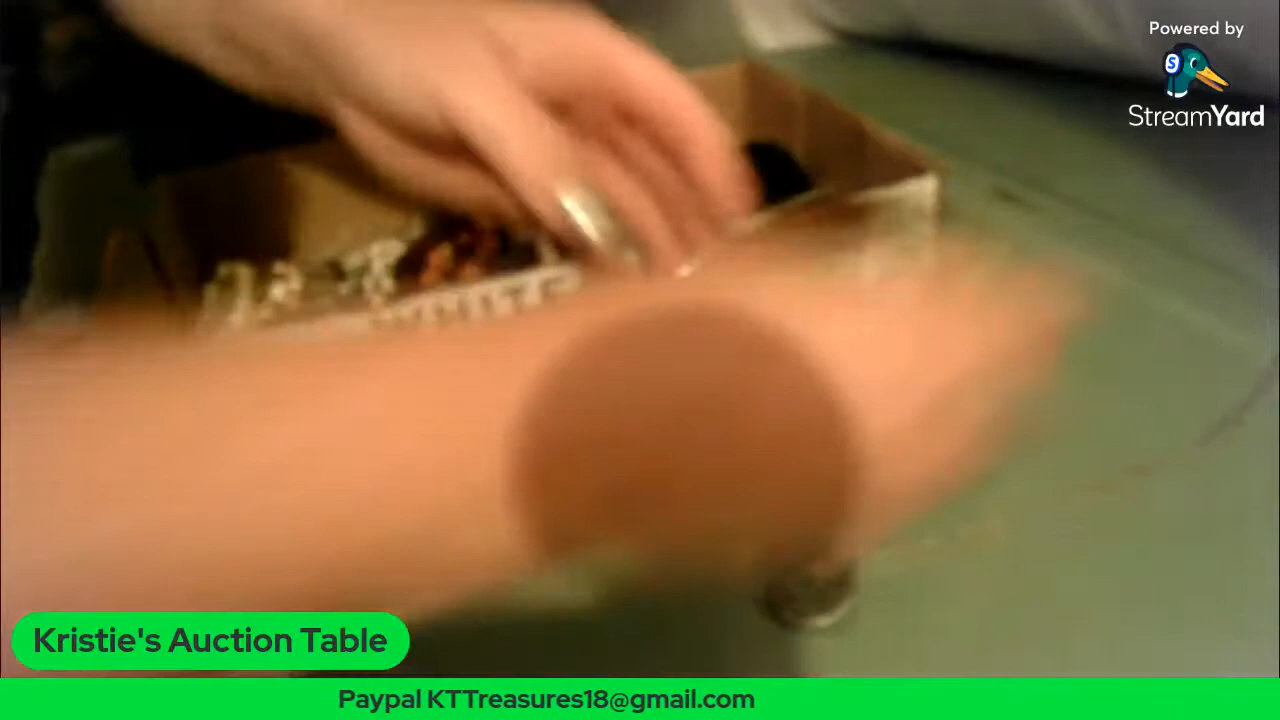 Powered by
S
StreamYard
Kristie's Auction Table
Paypal KTTreasures18@gmail.com